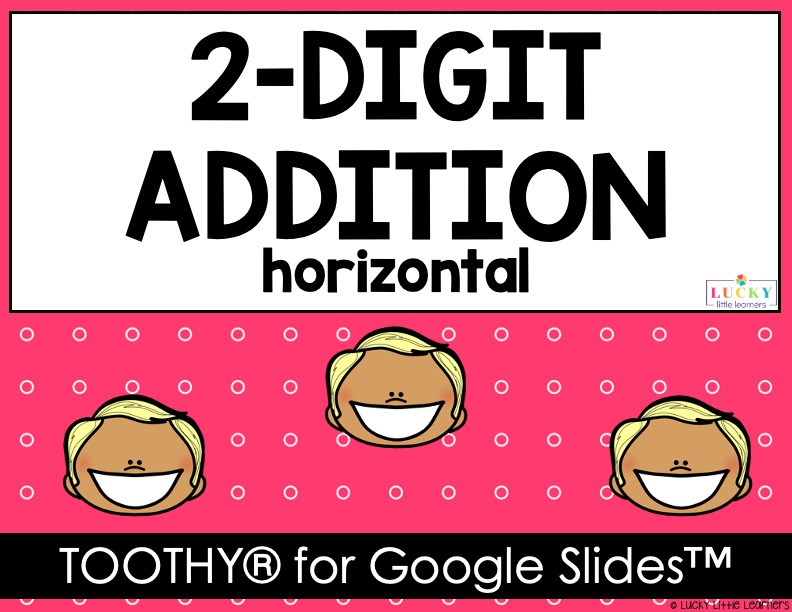 2-DIGIT
ADDITION
horizontal
LUCKY
little learners
TOOTHY® for Google Slides™
© LUCKY LITTLE LEARNERS